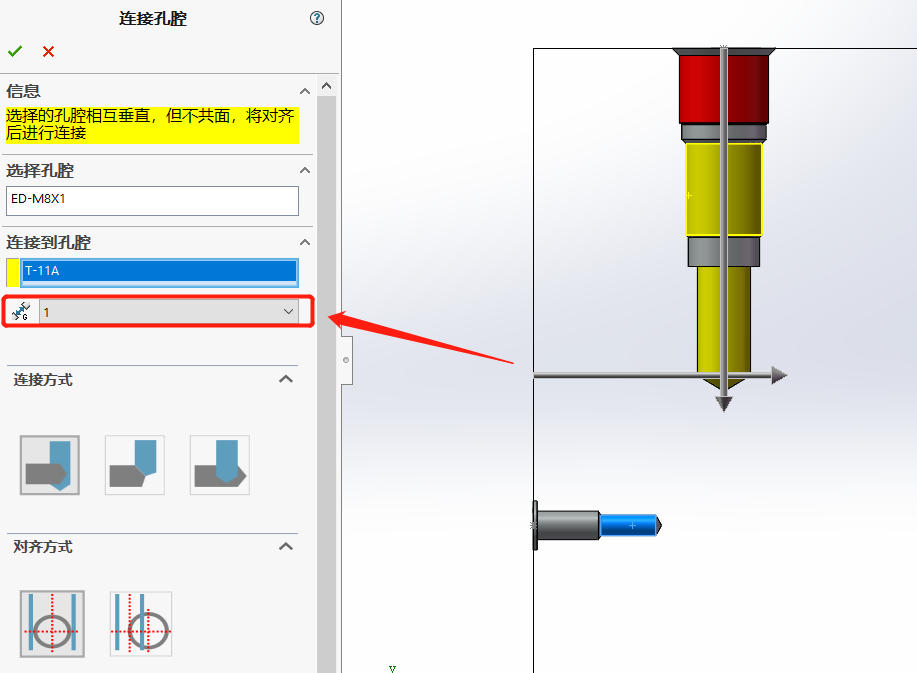 连接孔腔
信息
选择的孔腔相互垂直，但不共面，将对齐
后进行连接
选择孔腔
ED-M8X1
连接到孔腔
T-11A
G
1
连接方式
对齐方式
y